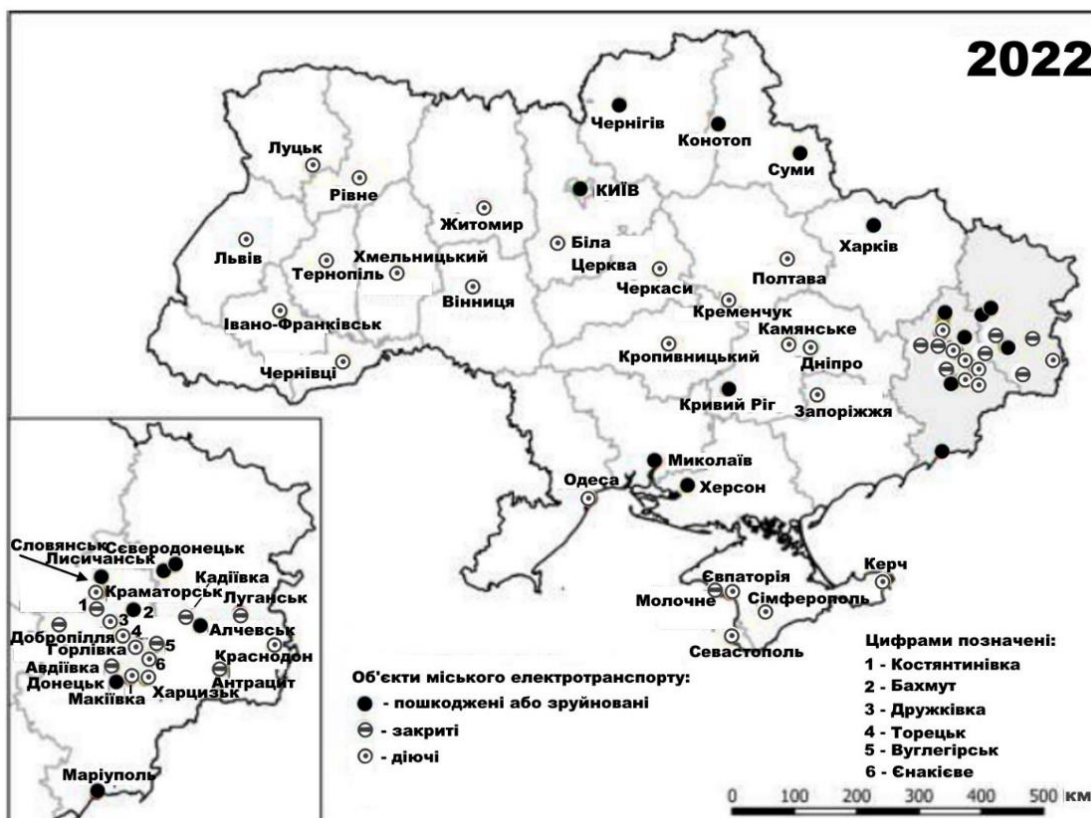 2022
Чернігів
Конотоп
Суми
Луцьк
Рівне
КИЇВ
Житомир
Харків
Львів
Тернопіль
Хмельницький
Біла
Церква
Черкаси
Полтава
Вінниця
Івано-Франківськ
Кременчук
Камянське
Кропивницький
Дніпро
Чернівці
Кривий Ріг
Запоріжжя
Миколаїв
Одеса
Херсон
Керч
Євпаторія
Молочне
Сімферополь
Севастополь
Словянськ
Лисичанськ
Сєверодонецьк
Краматорськ
Кадіївка
Луганськ
1
2
3
4
5
6
Добропілля
Горлівка
Алчевськ
Авдіївка
Краснодон
Донецьк
Антрацит
Макіївка
Харцизьк
Маріуполь
Об'єкти міського електротранспорту:
- пошкоджені або зруйновані
- закриті
- діючі
Цифрами позначені:
1 - Костянтинівка
2 - Бахмут
3 - Дружківка
4 - Торецьк
5 - Вуглегірськ
6 - Єнакієве
0 100 200 300 400 500 км